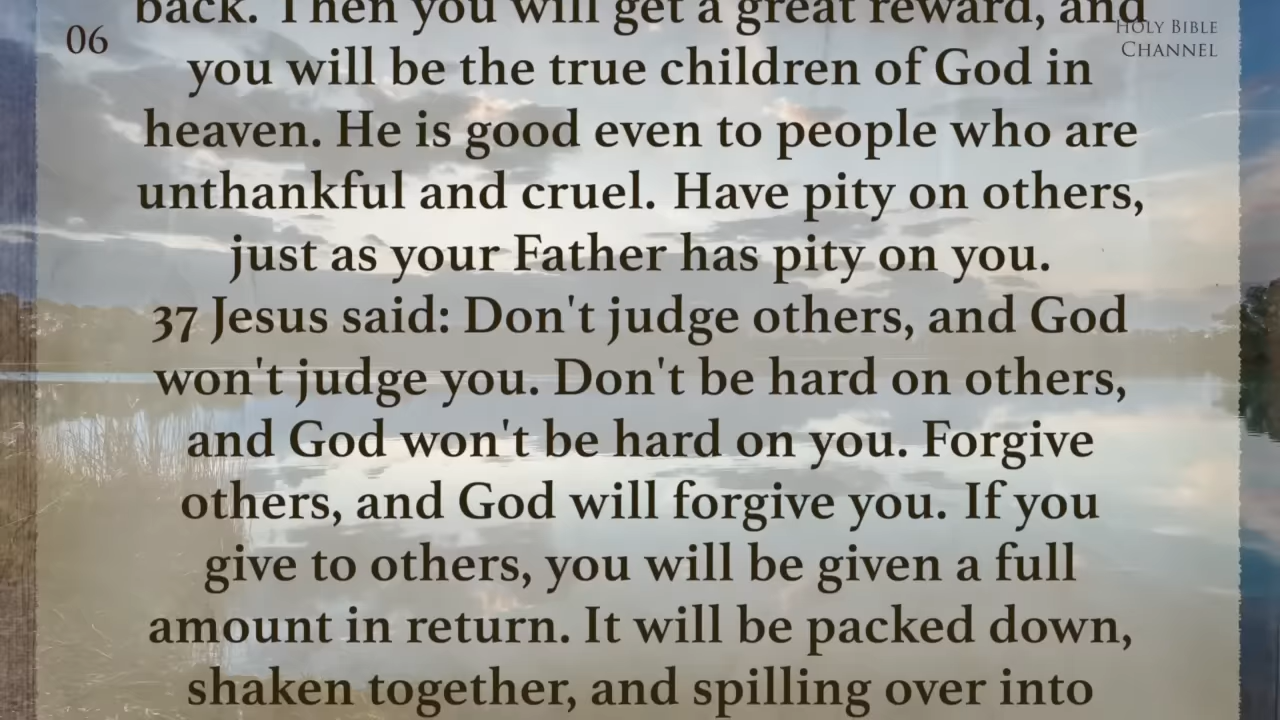 back. Then you will get a great reward, and
06
HOLY BIBLE
CHANNEL
you will be the true children of God in
heaven. He is good even to people who are
unthankful and cruel. Have pity on others,
just as your Father has pity on you.
37 Jesus said: Don't judge others, and God
won't judge you. Don't be hard on others,
and God won't be hard on you. Forgive
others, and God will forgive you. If you
give to others, you will be given a full
amount in return. It will be packed down,
shaken together, and spilling over into